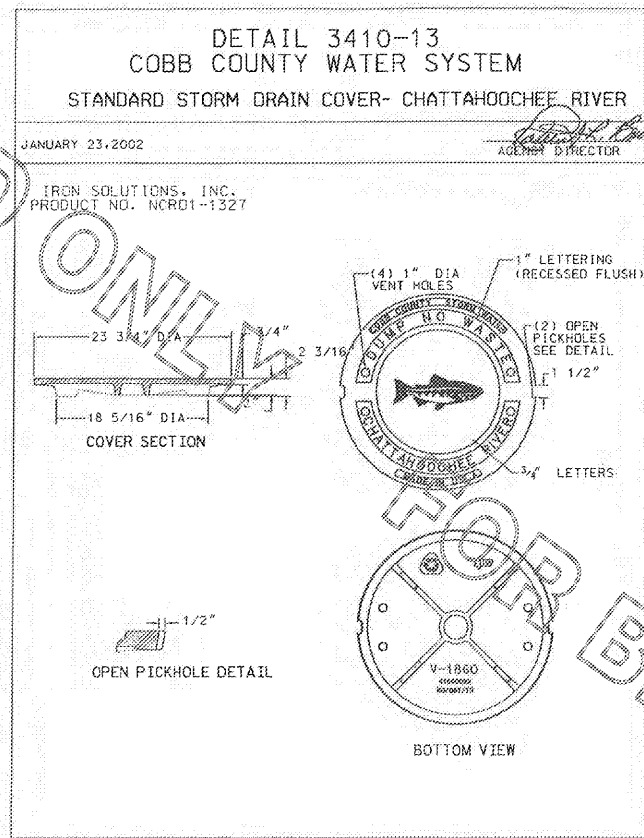 DETAIL 3410-13
COBB COUNTY WATER SYSTEM
STANDARD STORM DRAIN COVER- CHATTAHOOCHEE RIVER
JANUARY 23,2002
AGENCY DIRECTOR
IRON SOLUTIONS, INC.
PRODUCT NO. NCR01-1327
(4) 1" DIA
VENT HOLES
1" LETTERING
(RECESSED FLUSH)
(2) OPEN
PICKHOLES
SEE DETAIL
1 1/2"
COBB COUNTY
DUMP NO WASTE
CHATTAHOOCHEE RIVER
MADE IN U.S.A.
3/4" LETTERS
23 3/4" DIA
3/4"
2 3/16"
18 5/16" DIA
COVER SECTION
1/2"
OPEN PICKHOLE DETAIL
V-1860
BOTTOM VIEW
ONLY
FOR